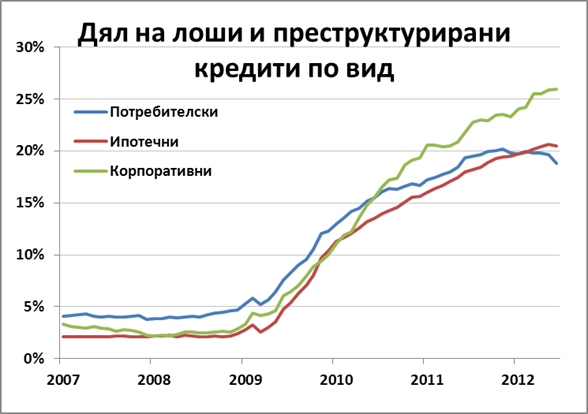 Дял на лоши и преструктурирани
кредити по вид
30%
25%
20%
15%
10%
5%
0%
Потребителски
Ипотечни
Корпоративни
2007 2008 2009 2010 2011 2012